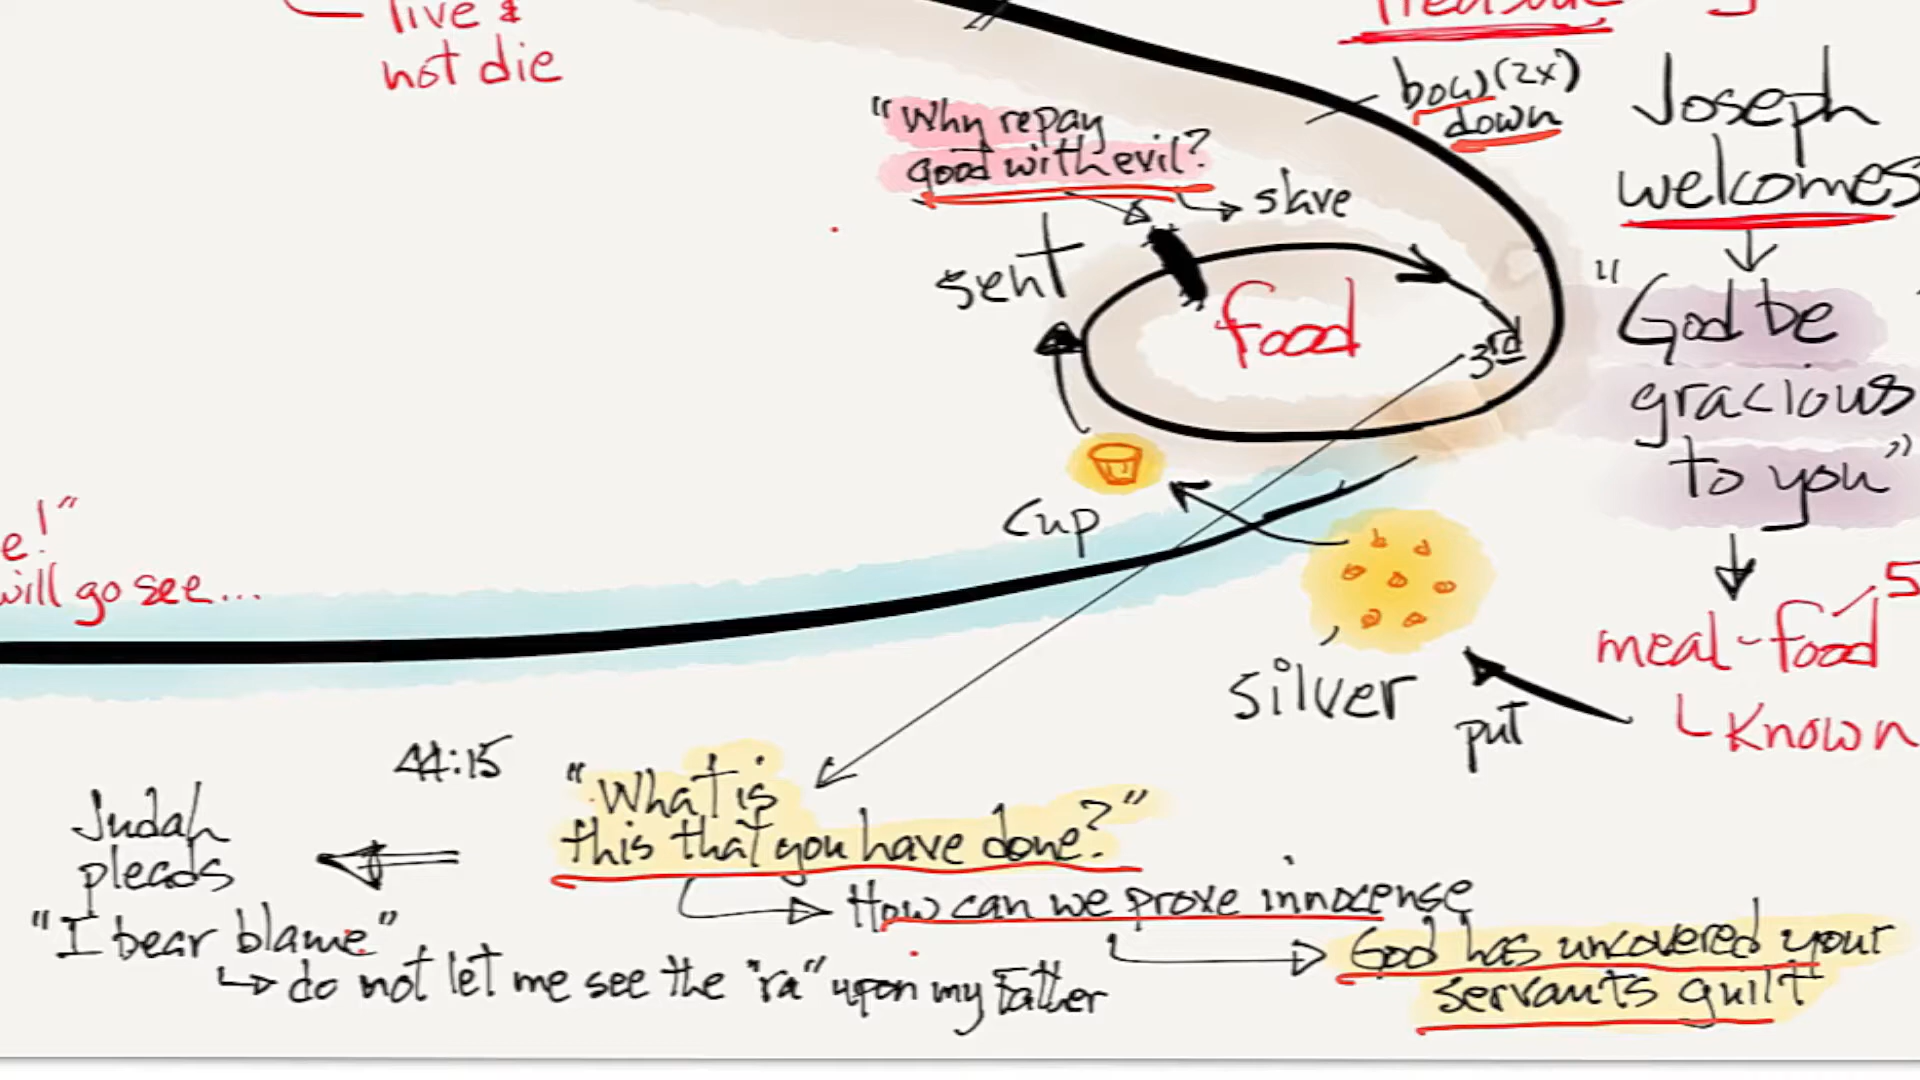 live &
not die
bow (2x)
down
Joseph
welcomes
"Why repay
good with evil?
slave
sent
food
3rd
"God be
gracious
to you"
cup
e!"
will go see...
silver
put
meal-food
Known
44:15
"What is
this that you have done?"
Judah
pleads
How can we prove innocense
"I bear blame"
God has uncovered your
servants guilt
do not let me see the "ra" upon my Father